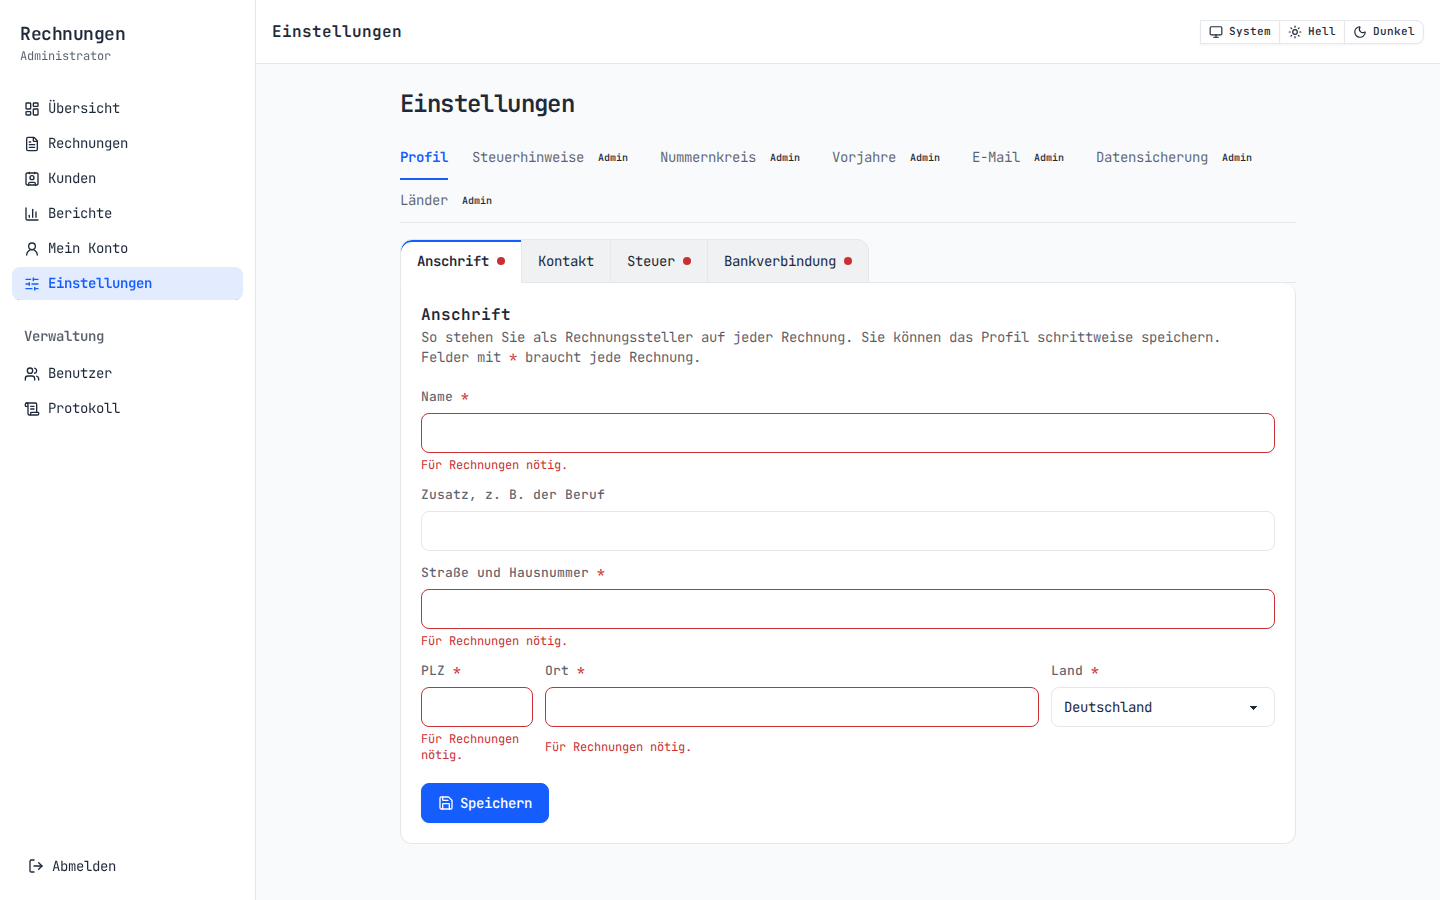 Rechnungen
Administrator
Übersicht
Rechnungen
Kunden
Berichte
Mein Konto
Einstellungen
Verwaltung
Benutzer
Protokoll
Abmelden
Einstellungen
System Hell Dunkel
Einstellungen
Profil Steuerhinweise Admin Nummernkreis Admin Vorjahre Admin E-Mail Admin Datensicherung Admin
Länder Admin
Anschrift Kontakt Steuer Bankverbindung
Anschrift
So stehen Sie als Rechnungssteller auf jeder Rechnung. Sie können das Profil schrittweise speichern.
Felder mit * braucht jede Rechnung.
Name *
Für Rechnungen nötig.
Zusatz, z. B. der Beruf
Straße und Hausnummer *
Für Rechnungen nötig.
PLZ * Ort * Land *
Deutschland
Für Rechnungen
nötig.
Für Rechnungen nötig.
Speichern